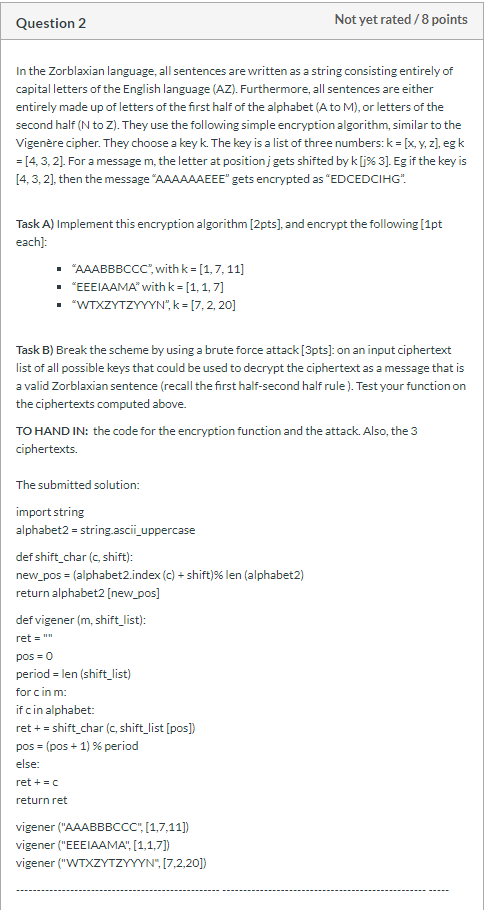 Question 2
Not yet rated / 8 points
In the Zorblaxian language, all sentences are written as a string consisting entirely of
capital letters of the English language (AZ). Furthermore, all sentences are either
entirely made up of letters of the first half of the alphabet (A to M), or letters of the
second half (N to Z). They use the following simple encryption algorithm, similar to the
Vigenère cipher. They choose a key k. The key is a list of three numbers: k = [x, y, z], eg k
= [4, 3, 2]. For a message m, the letter at position j gets shifted by k [j% 3]. Eg if the key is
[4, 3, 2], then the message "AAAAAAEEE" gets encrypted as "EDCEDCIHG".
Task A) Implement this encryption algorithm [2pts], and encrypt the following [1pt
each]:
▪ "AAABBBCCC", with k = [1, 7, 11]
▪ "EEEIAAMA" with k = [1, 1, 7]
▪ "WTXZYTZYYYN", k = [7, 2, 20]
Task B) Break the scheme by using a brute force attack [3pts]: on an input ciphertext
list of all possible keys that could be used to decrypt the ciphertext as a message that is
a valid Zorblaxian sentence (recall the first half-second half rule ). Test your function on
the ciphertexts computed above.
TO HAND IN: the code for the encryption function and the attack. Also, the 3
ciphertexts.
The submitted solution:
import string
alphabet2 = string.ascii_uppercase
def shift_char (c, shift):
new_pos = (alphabet2.index (c) + shift)% len (alphabet2)
return alphabet2 [new_pos]
def vigener (m, shift_list):
ret = ""
pos = 0
period = len (shift_list)
for c in m:
if c in alphabet:
ret + = shift_char (c, shift_list [pos])
pos = (pos + 1) % period
else:
ret + = c
return ret
vigener ("AAABBBCCC", [1,7,11])
vigener ("EEEIAAMA", [1,1,7])
vigener ("WTXZYTZYYYN", [7,2,20])
-------------------------------------------------- -------------------------------------------------- -----